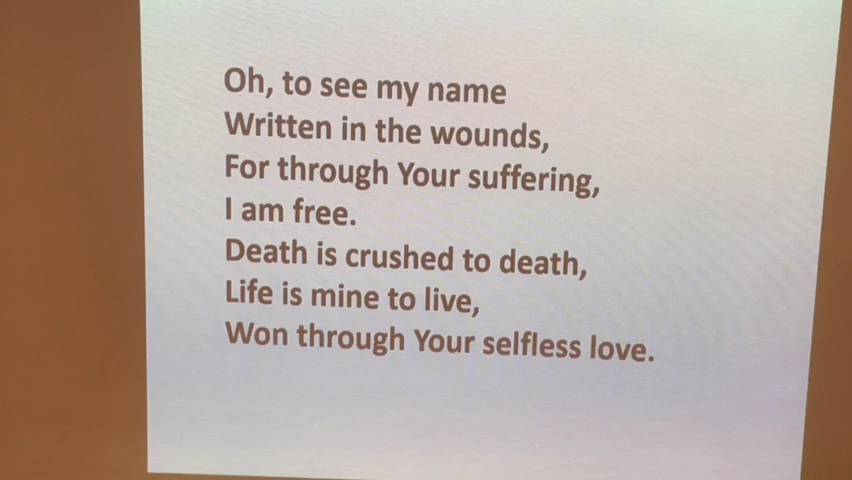 Oh, to see my name
Written in the wounds,
For through Your suffering,
I am free.
Death is crushed to death,
Life is mine to live,
Won through Your selfless love.